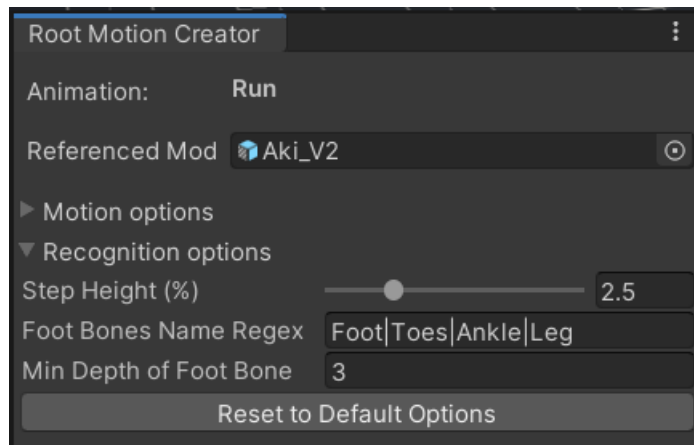 Root Motion Creator
Animation: Run
Referenced Mod Aki_V2
Motion options
Recognition options
Step Height (%) 2.5
Foot Bones Name Regex Foot|Toes|Ankle|Leg
Min Depth of Foot Bone 3
Reset to Default Options